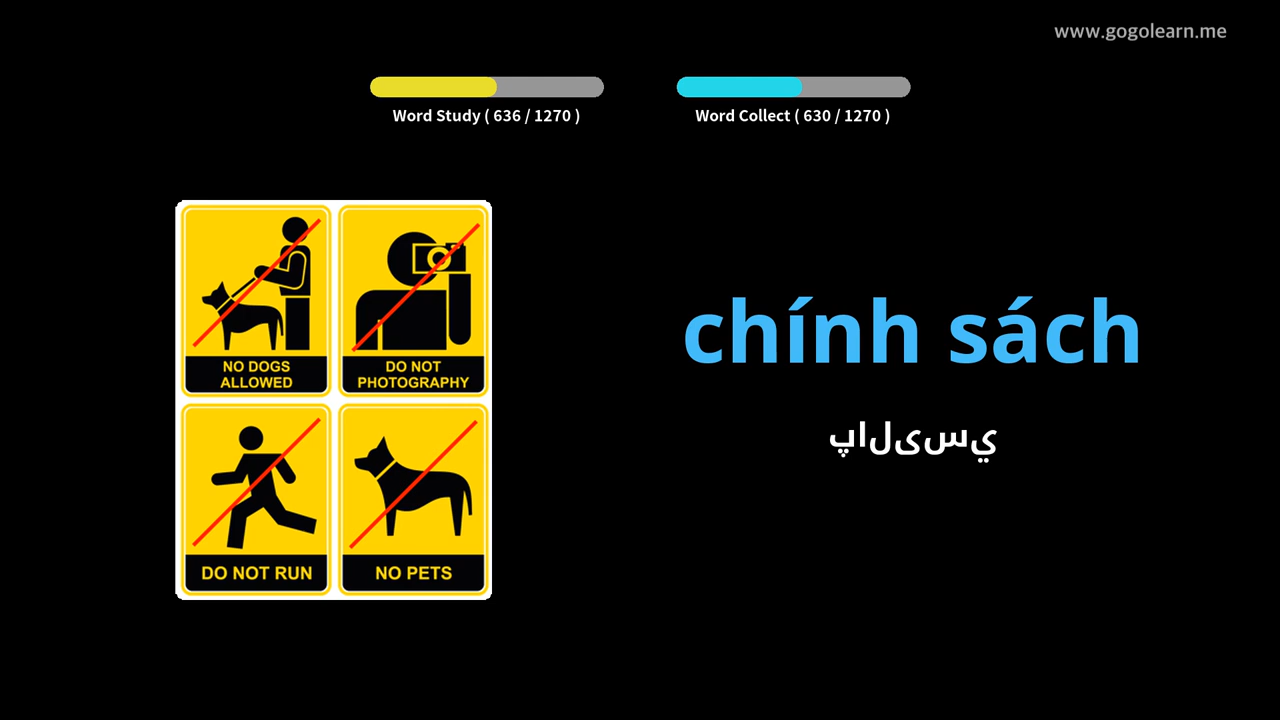 www.gogolearn.me
Word Study ( 636 / 1270 )
Word Collect ( 630 / 1270 )
NO DOGS
ALLOWED
DO NOT
PHOTOGRAPHY
DO NOT RUN
NO PETS
chính sách
پالیسي